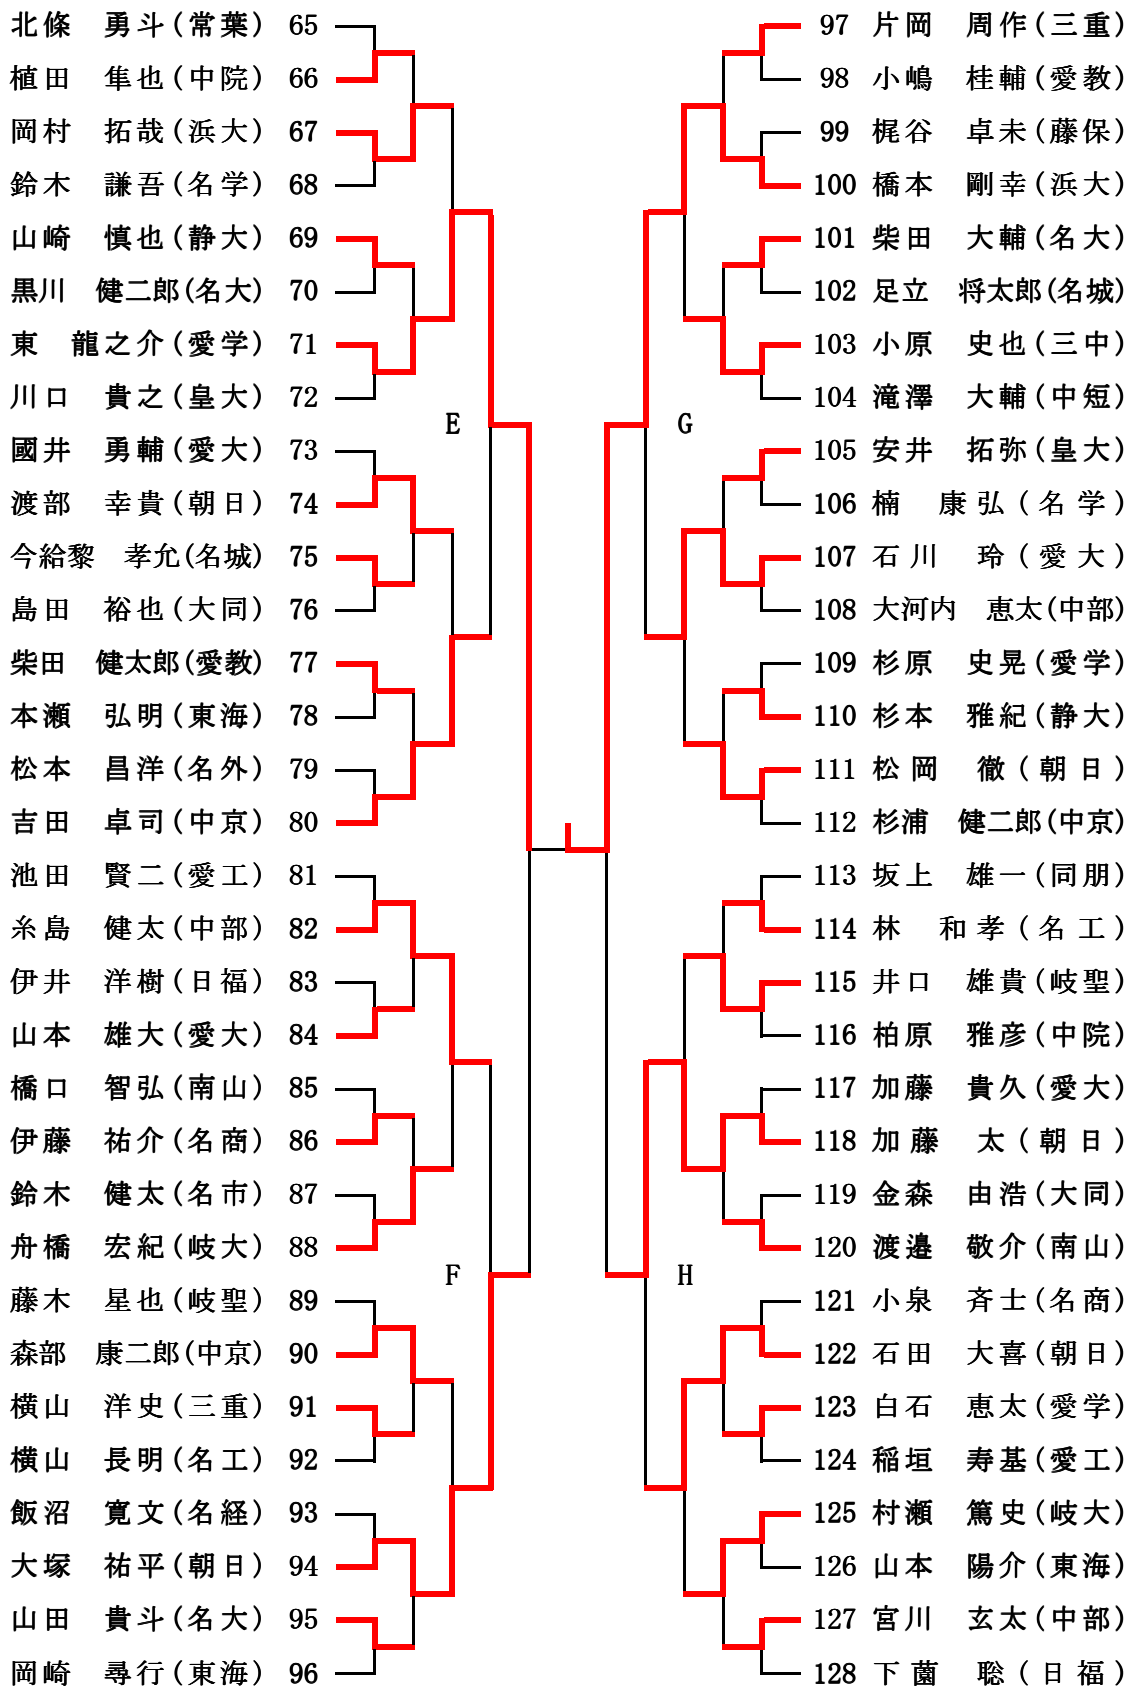 北條　勇斗(常葉) 65
植田　隼也(中院) 66
岡村　拓哉(浜大) 67
鈴木　謙吾(名学) 68
山崎　慎也(静大) 69
黒川　健二郎(名大) 70
東　龍之介(愛学) 71
川口　貴之(皇大) 72
E
國井　勇輔(愛大) 73
渡部　幸貴(朝日) 74
今給黎　孝允(名城) 75
島田　裕也(大同) 76
柴田　健太郎(愛教) 77
本瀬　弘明(東海) 78
松本　昌洋(名外) 79
吉田　卓司(中京) 80
池田　賢二(愛工) 81
糸島　健太(中部) 82
伊井　洋樹(日福) 83
山本　雄大(愛大) 84
橋口　智弘(南山) 85
伊藤　祐介(名商) 86
鈴木　健太(名市) 87
舟橋　宏紀(岐大) 88
F
藤木　星也(岐聖) 89
森部　康二郎(中京) 90
横山　洋史(三重) 91
横山　長明(名工) 92
飯沼　寛文(名経) 93
大塚　祐平(朝日) 94
山田　貴斗(名大) 95
岡崎　尋行(東海) 96
97 片岡　周作(三重)
98 小嶋　桂輔(愛教)
99 梶谷　卓未(藤保)
100 橋本　剛幸(浜大)
101 柴田　大輔(名大)
102 足立　将太郎(名城)
103 小原　史也(三中)
104 滝澤　大輔(中短)
G
105 安井　拓弥(皇大)
106 楠　康弘(名学)
107 石川　玲(愛大)
108 大河内　恵太(中部)
109 杉原　史晃(愛学)
110 杉本　雅紀(静大)
111 松岡　徹(朝日)
112 杉浦　健二郎(中京)
113 坂上　雄一(同朋)
114 林　和孝(名工)
115 井口　雄貴(岐聖)
116 柏原　雅彦(中院)
117 加藤　貴久(愛大)
118 加藤　太(朝日)
119 金森　由浩(大同)
120 渡邉　敬介(南山)
H
121 小泉　斉士(名商)
122 石田　大喜(朝日)
123 白石　恵太(愛学)
124 稲垣　寿基(愛工)
125 村瀬　篤史(岐大)
126 山本　陽介(東海)
127 宮川　玄太(中部)
128 下薗　聡(日福)